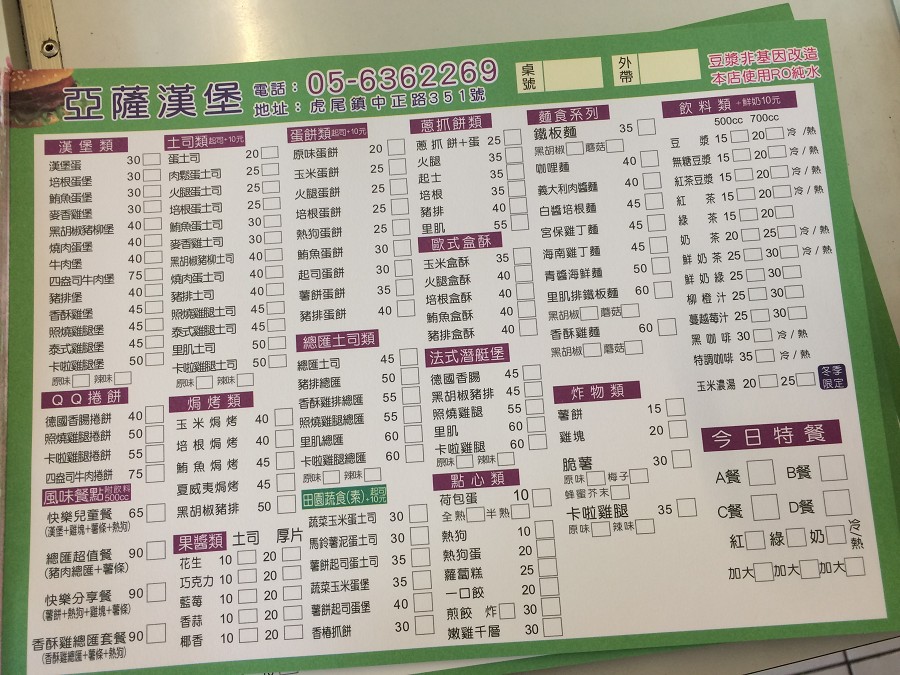 亞薩漢堡
電話：05-6362269
地址：虎尾鎮中正路351號
桌號
外帶
豆漿非基因改造
本店使用RO純水
漢堡類
漢堡蛋 30
培根蛋堡 30
鮪魚蛋堡 30
麥香雞堡 30
黑胡椒豬柳堡 40
燒肉蛋堡 40
牛肉堡 40
四盎司牛肉堡 75
豬排堡 40
香酥雞堡 45
照燒雞腿堡 45
泰式雞腿堡 45
卡啦雞腿堡 50
原味 辣味
QQ捲餅
德國香腸捲餅 40
照燒雞腿捲餅 50
卡啦雞腿捲餅 55
四盎司牛肉捲餅 75
風味餐點 附飲料500cc
快樂兒童餐 65
(漢堡+雞塊+薯條+熱狗)
總匯超值餐 90
(豬肉總匯+薯條)
快樂分享餐 90
(薯餅+熱狗+雞塊+薯條)
香酥雞總匯套餐 90
(香酥雞總匯+薯條+熱狗)
土司類 起司+10元
蛋土司 20
肉鬆蛋土司 25
火腿蛋土司 25
培根蛋土司 25
鮪魚蛋土司 30
麥香雞土司 30
黑胡椒豬柳土司 40
燒肉蛋土司 40
豬排土司 40
照燒雞腿土司 45
泰式雞腿土司 45
里肌土司 50
卡啦雞腿土司 50
原味 辣味
焗烤類
玉米焗烤 40
培根焗烤 40
鮪魚焗烤 45
夏威夷焗烤 45
黑胡椒豬排 50
果醬類 土司 厚片
花生 10 20
巧克力 10 20
藍莓 10 20
香蒜 10 20
椰香 10 20
蛋餅類 起司+10元
原味蛋餅 20
玉米蛋餅 25
火腿蛋餅 25
培根蛋餅 25
熱狗蛋餅 25
鮪魚蛋餅 30
起司蛋餅 30
薯餅蛋餅 35
豬排蛋餅 40
總匯土司類
總匯土司 45
豬排總匯 50
香酥雞排總匯 55
照燒雞腿總匯 55
里肌總匯 60
卡啦雞腿總匯 60
原味 辣味
田園蔬食(素) 起司+10元
蔬菜玉米蛋土司 30
馬鈴薯泥蛋土司 30
薯餅起司蛋土司 35
蔬菜玉米蛋堡 35
薯餅起司蛋堡 40
香椿抓餅 30
蔥抓餅類
蔥抓餅+蛋 25
火腿 35
起士 35
培根 35
豬排 40
里肌 55
歐式盒酥
玉米盒酥 35
火腿盒酥 40
培根盒酥 40
鮪魚盒酥 40
豬排盒酥 40
法式潛艇堡
德國香腸 45
黑胡椒豬排 45
照燒雞腿 55
里肌 60
卡啦雞腿 60
原味 辣味
點心類
荷包蛋 10
全熟 半熟
熱狗 10
熱狗蛋 20
蘿蔔糕 25
一口餃 20
煎餃 炸 30
嫩雞千層 30
麵食系列
鐵板麵 35
黑胡椒 蘑菇
咖哩麵 40
義大利肉醬麵 40
白醬培根麵 45
宮保雞丁麵 45
海南雞丁麵 45
青醬海鮮麵 50
里肌排鐵板麵 60
黑胡椒 蘑菇
香酥雞麵 60
黑胡椒 蘑菇
炸物類
薯餅 15
雞塊 20
脆薯 30
原味 梅子
蜂蜜芥末
卡啦雞腿 35
原味 辣味
飲料類 +鮮奶10元
500cc 700cc
豆漿 15 20 冷/熱
無糖豆漿 15 20 冷/熱
紅茶豆漿 15 20 冷/熱
紅茶 15 20 冷/熱
綠茶 15 20
奶茶 20 25 冷/熱
鮮奶茶 25 30 冷/熱
鮮奶綠 25 30
柳橙汁 25 30
蔓越莓汁 25 30
黑咖啡 30 冷/熱
特調咖啡 35 冷/熱
玉米濃湯 20 25 冬季限定
今日特餐
A餐 B餐
C餐 D餐
紅 綠 奶 冷/熱
加大 加大 加大